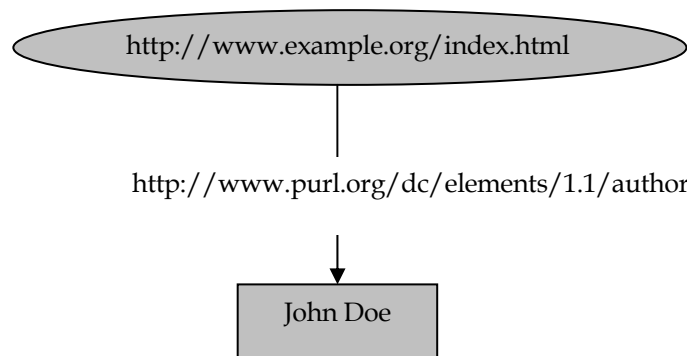 http://www.example.org/index.html
http://www.purl.org/dc/elements/1.1/author
John Doe